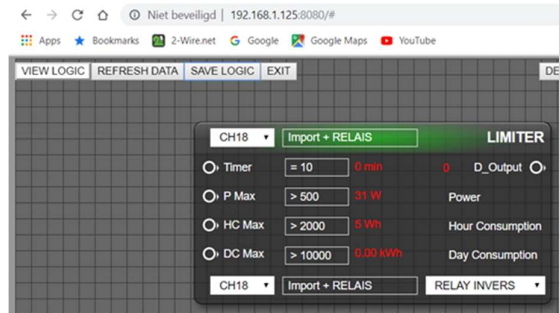 Niet beveiligd | 192.168.1.125:8080/#
Apps Bookmarks 2-Wire.net Google Google Maps YouTube
VIEW LOGIC REFRESH DATA SAVE LOGIC EXIT DE
CH18 Import + RELAIS LIMITER
Timer = 10 0 min 0 D_Output
P Max > 500 31 W Power
HC Max > 2000 5 Wh Hour Consumption
DC Max > 10000 0.00 kWh Day Consumption
CH18 Import + RELAIS RELAY INVERS